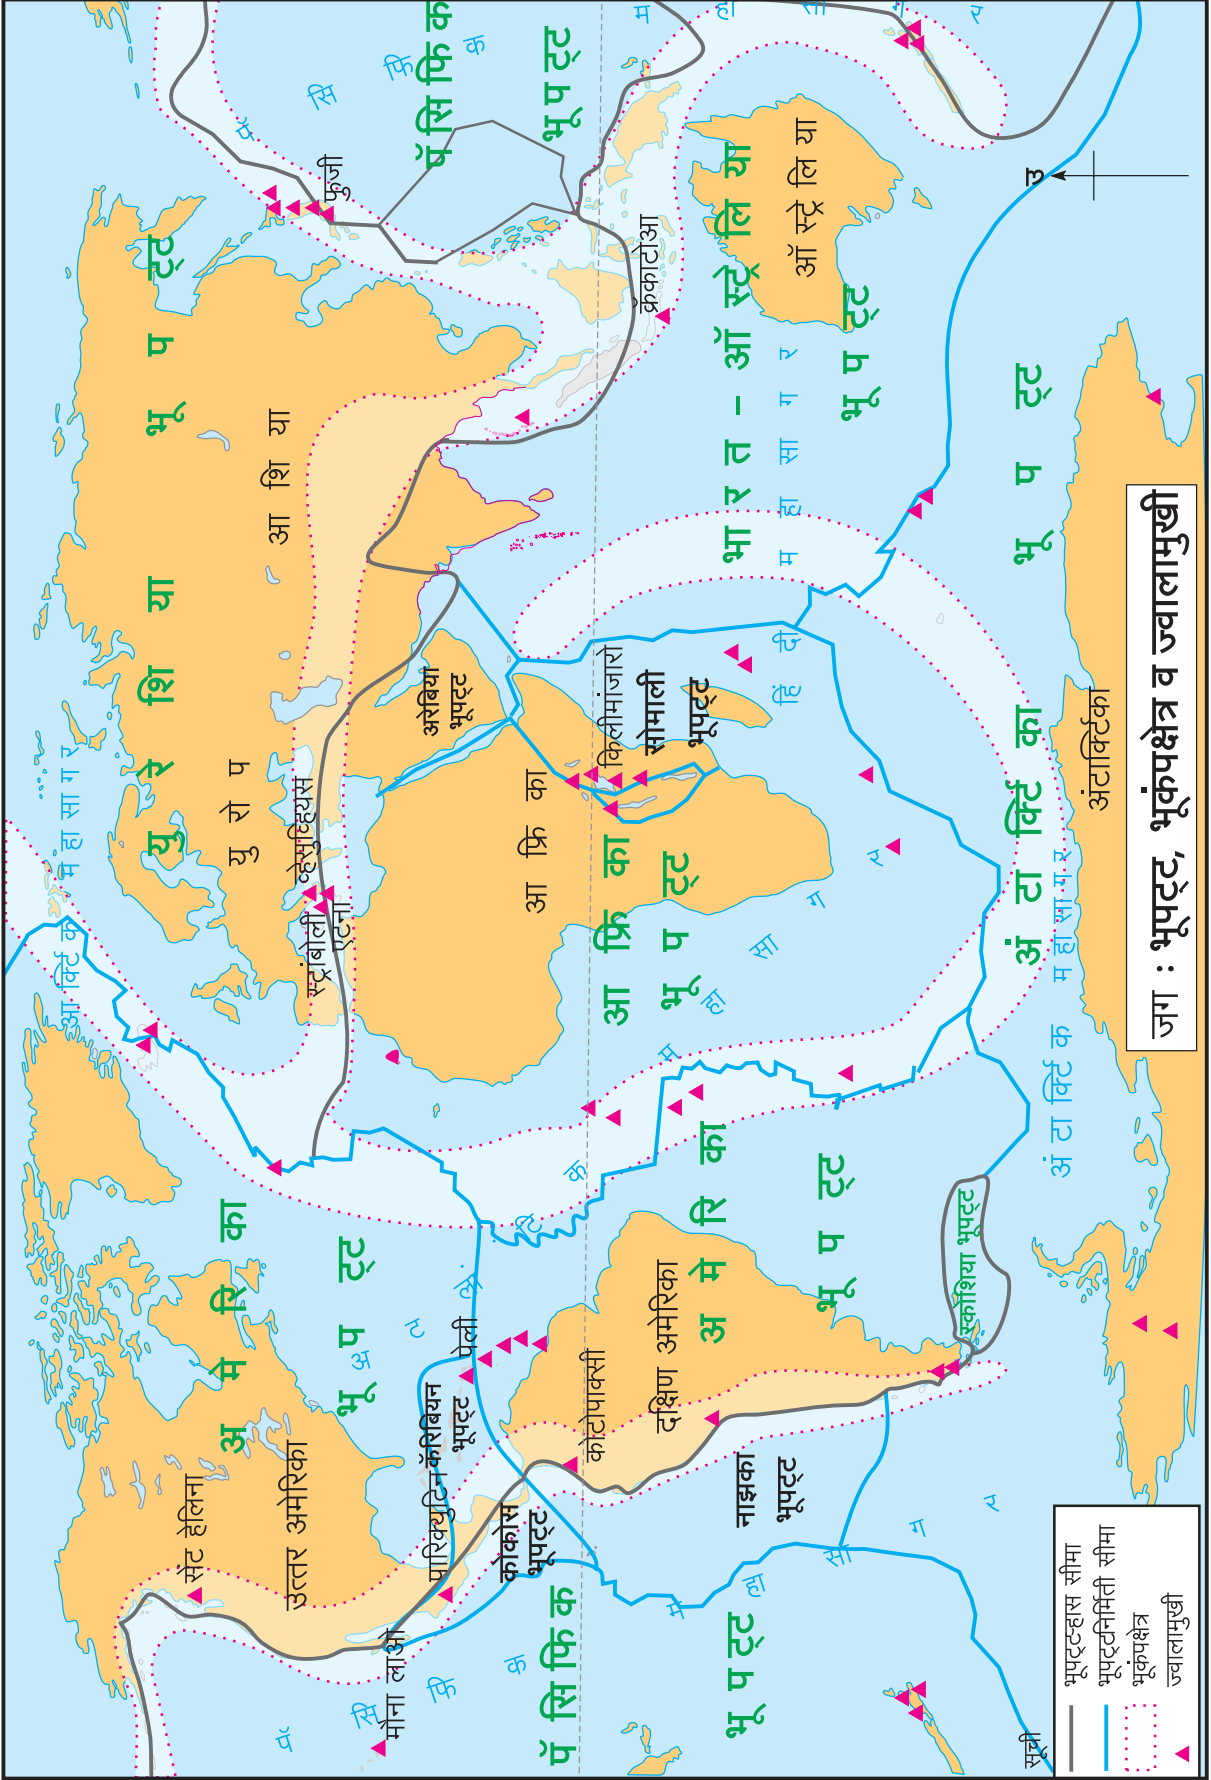 जग : भूपट्ट, भूकंपक्षेत्र व ज्वालामुखी
आ र्क्टि क म हा सा ग र
यु रे शि या
भू प ट्ट
यु रो प
आ शि या
अ मे रि का
भू प ट्ट
सेंट हेलिना
उत्तर अमेरिका
स्ट्रांबोली
व्हेसुव्हियस
एटना
फूजी
पॅ सि फि क
पॅ सि फि क
भू प ट्ट
म हा सा ग र
मौना लाओ
पॅ सि फि क
पारिक्युटिन
कॅरिबियन
भूपट्ट
पेली
अ ट लां टि क म हा सा ग र
अरेबिया
भूपट्ट
कोकोस
भूपट्ट
आ फ्रि का
आ फ्रि का
भू प ट्ट
किलीमांजारो
सोमाली
भूपट्ट
क्रॅकाटोआ
पॅ सि फि क
भू प ट्ट
म हा सा ग र
कोटोपाक्सी
दक्षिण अमेरिका
अ मे रि का
भू प ट्ट
नाझका
भूपट्ट
भा र त - ऑ स्ट्रे लि या
भू प ट्ट
हिं दी म हा सा ग र
ऑ स्ट्रे लि या
स्कोशिया भूपट्ट
अं टा र्क्टि का
भू प ट्ट
अं टा र्क्टि क म हा सा ग र
अंटार्क्टिका
उ
सूची
भूपट्टऱ्हास सीमा
भूपट्टनिर्मिती सीमा
भूकंपक्षेत्र
ज्वालामुखी